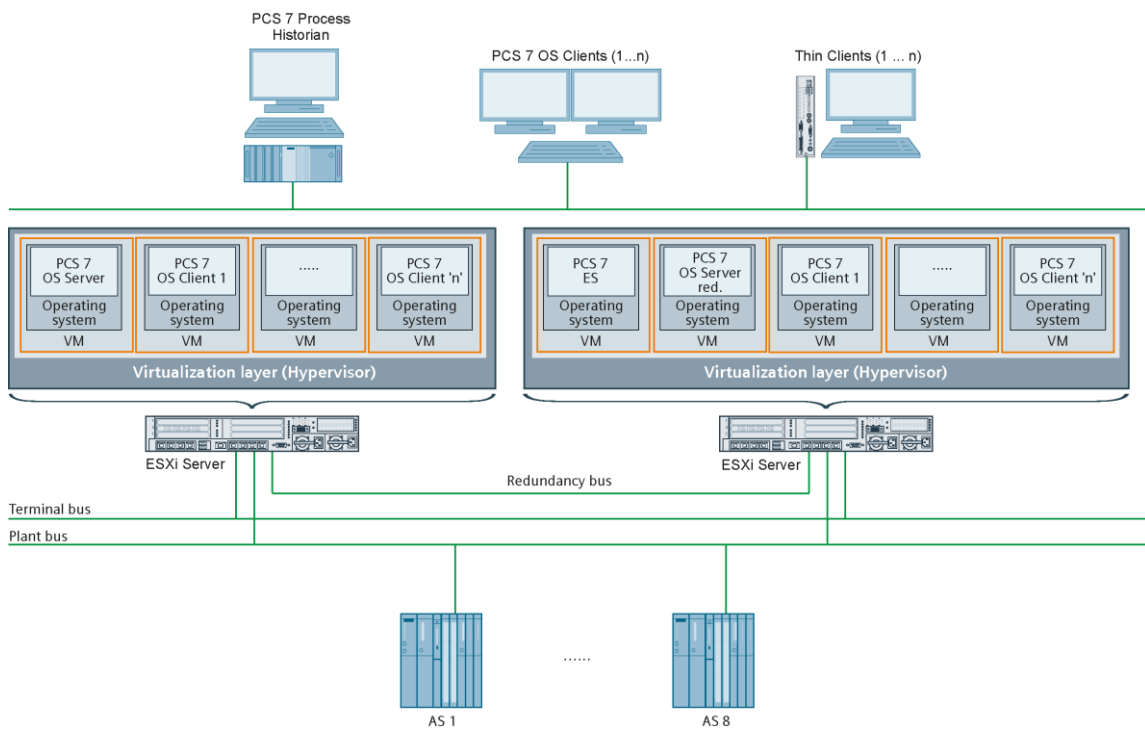 PCS 7 Process
Historian
PCS 7 OS Clients (1...n)
Thin Clients (1 ... n)
PCS 7
OS Server
Operating
system
VM
PCS 7
OS Client 1
Operating
system
VM
.....
Operating
system
VM
PCS 7
OS Client 'n'
Operating
system
VM
Virtualization layer (Hypervisor)
PCS 7
ES
Operating
system
VM
PCS 7
OS Server
red.
Operating
system
VM
PCS 7
OS Client 1
Operating
system
VM
.....
Operating
system
VM
PCS 7
OS Client 'n'
Operating
system
VM
Virtualization layer (Hypervisor)
ESXi Server
ESXi Server
Redundancy bus
Terminal bus
Plant bus
AS 1
......
AS 8